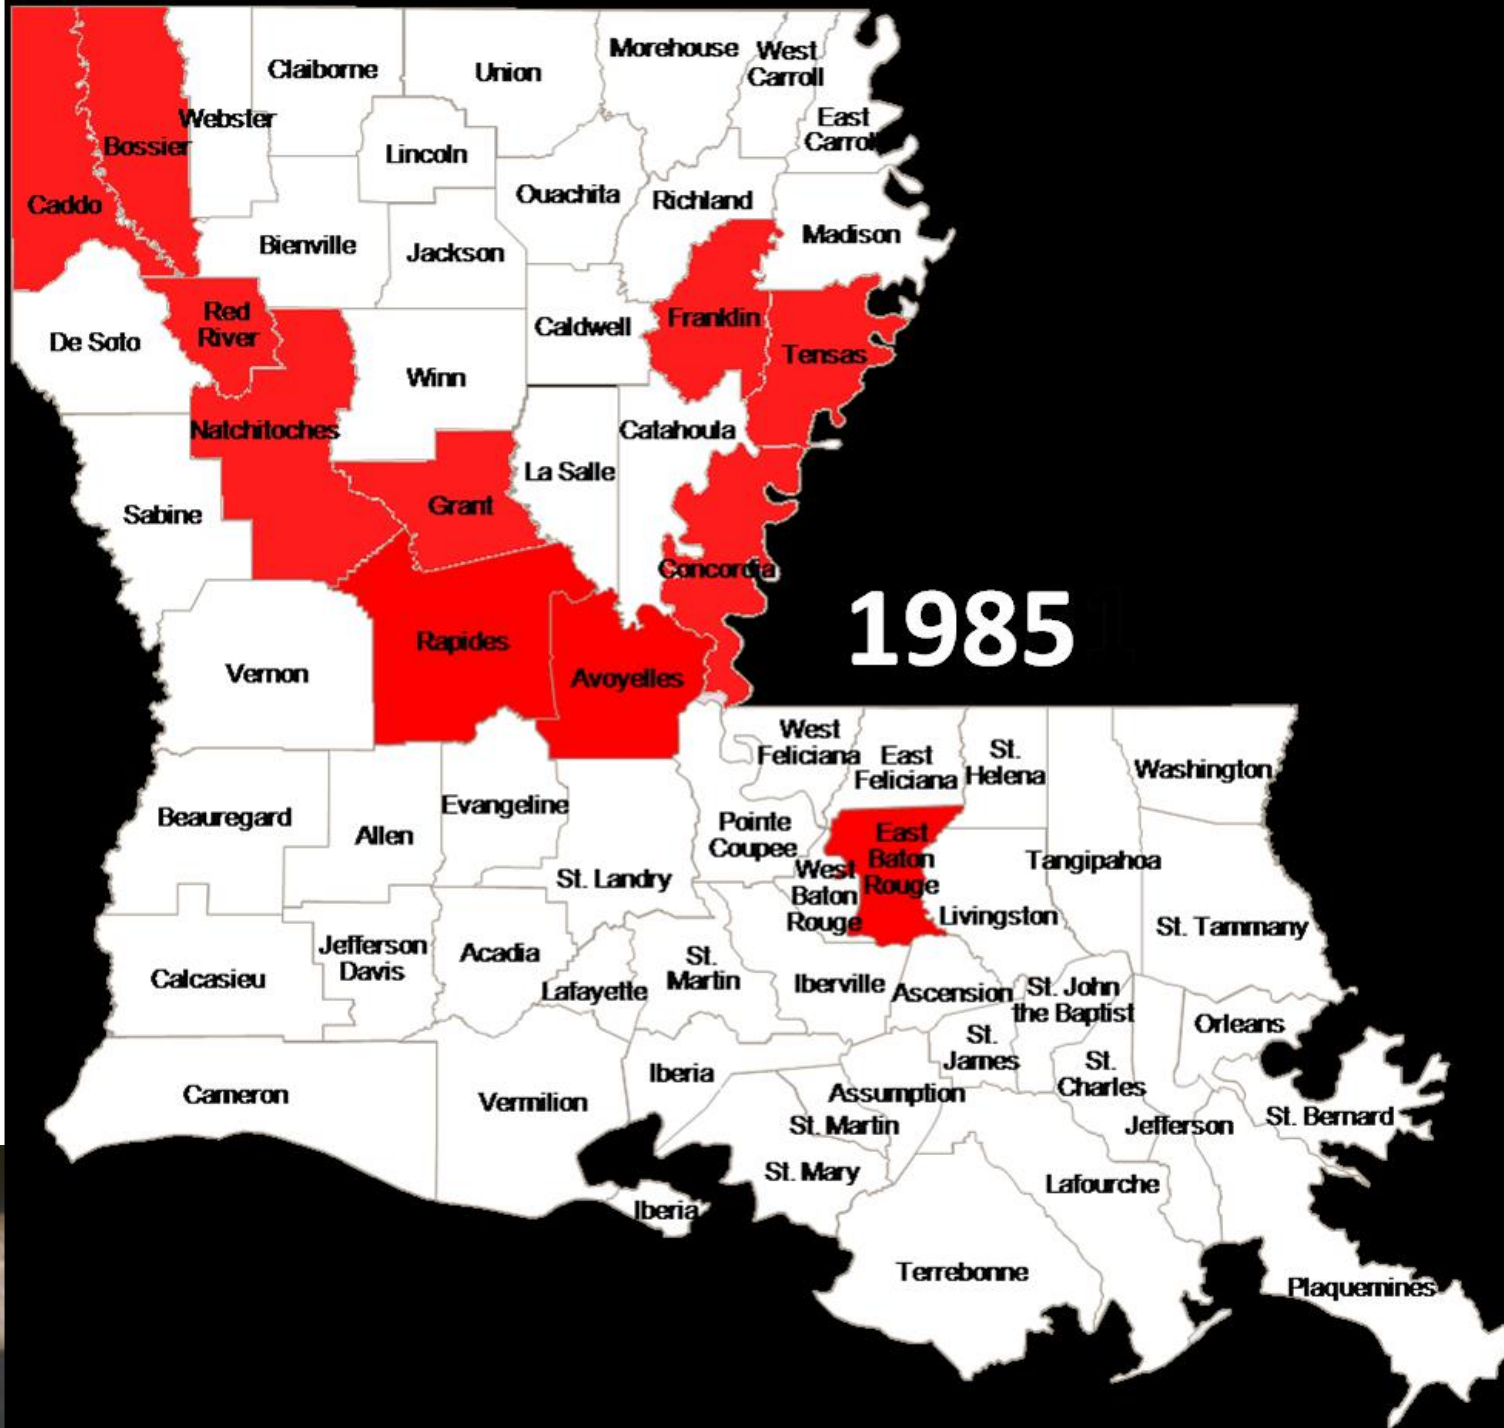 Claiborne
Union
Morehouse
West
Carroll
Webster
East
Carroll
Bossier
Lincoln
Caddo
Ouachita
Richland
Madison
Bienville
Jackson
Red
River
De Soto
Caldwell
Franklin
Tensas
Winn
Natchitoches
Catahoula
La Salle
Grant
Sabine
Concordia
1985
Rapides
Avoyelles
Vernon
West
Feliciana
East
Feliciana
St.
Helena
Washington
Beauregard
Allen
Evangeline
Pointe
Coupee
East
Baton
Rouge
Tangipahoa
St. Landry
West
Baton
Rouge
Livingston
St. Tammany
Calcasieu
Jefferson
Davis
Acadia
Lafayette
St.
Martin
Iberville
Ascension
St. John
the Baptist
Orleans
St.
James
St.
Charles
Cameron
Vermilion
Iberia
Assumption
St. Martin
Jefferson
St. Bernard
St. Mary
Lafourche
Iberia
Terrebonne
Plaquemines